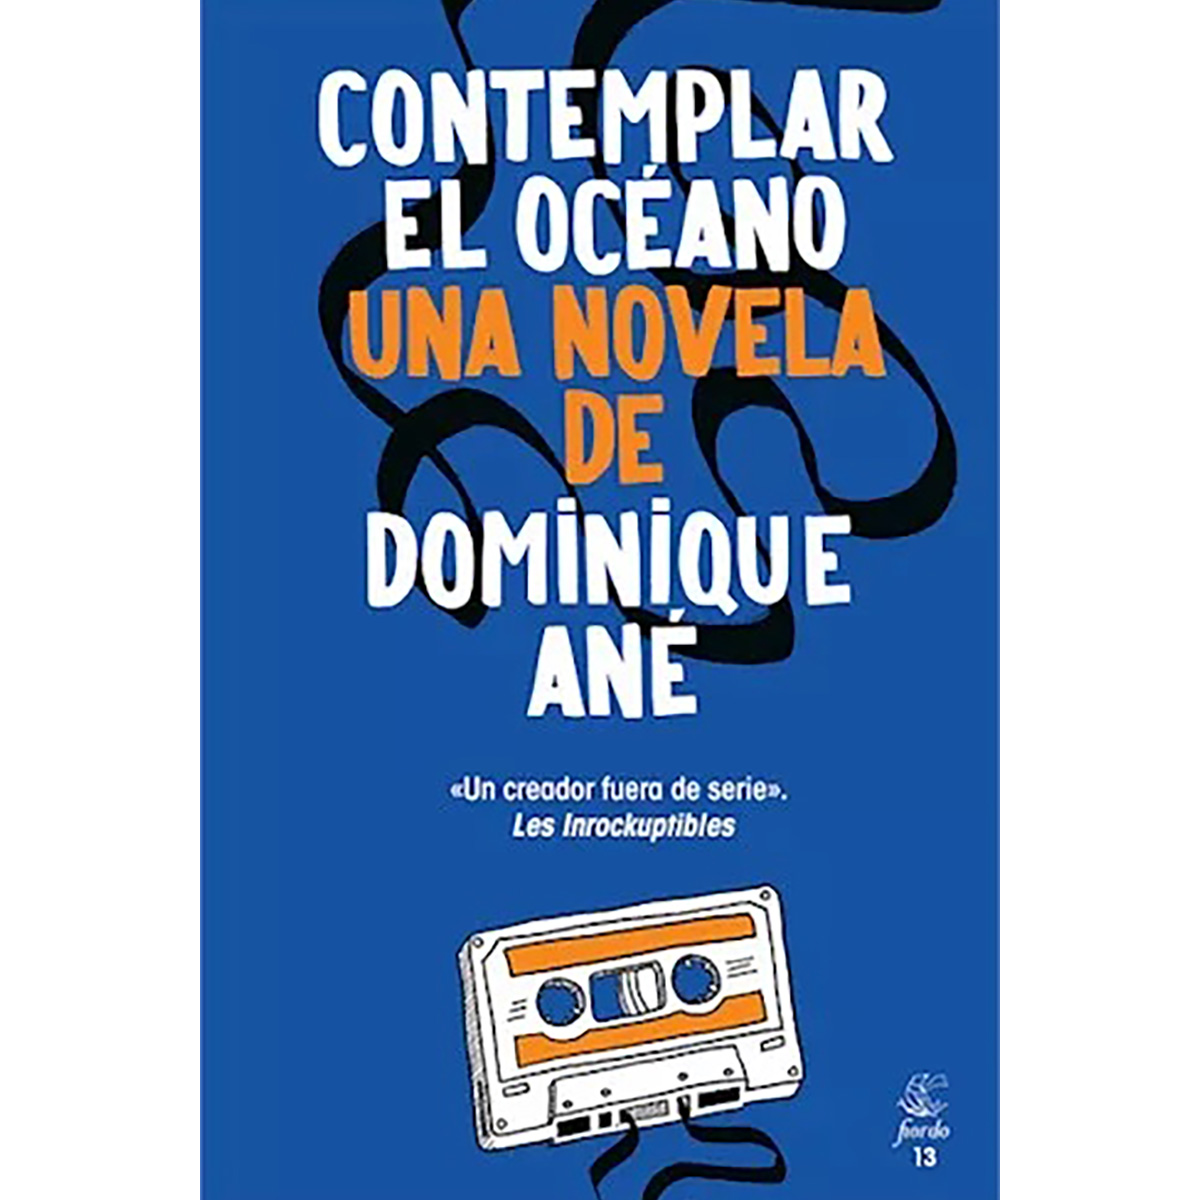 CONTEMPLAR
EL OCÉANO
UNA NOVELA
DE
DOMINIQUE
ANÉ
«Un creador fuera de serie».
Les Inrockuptibles
fiordo
13